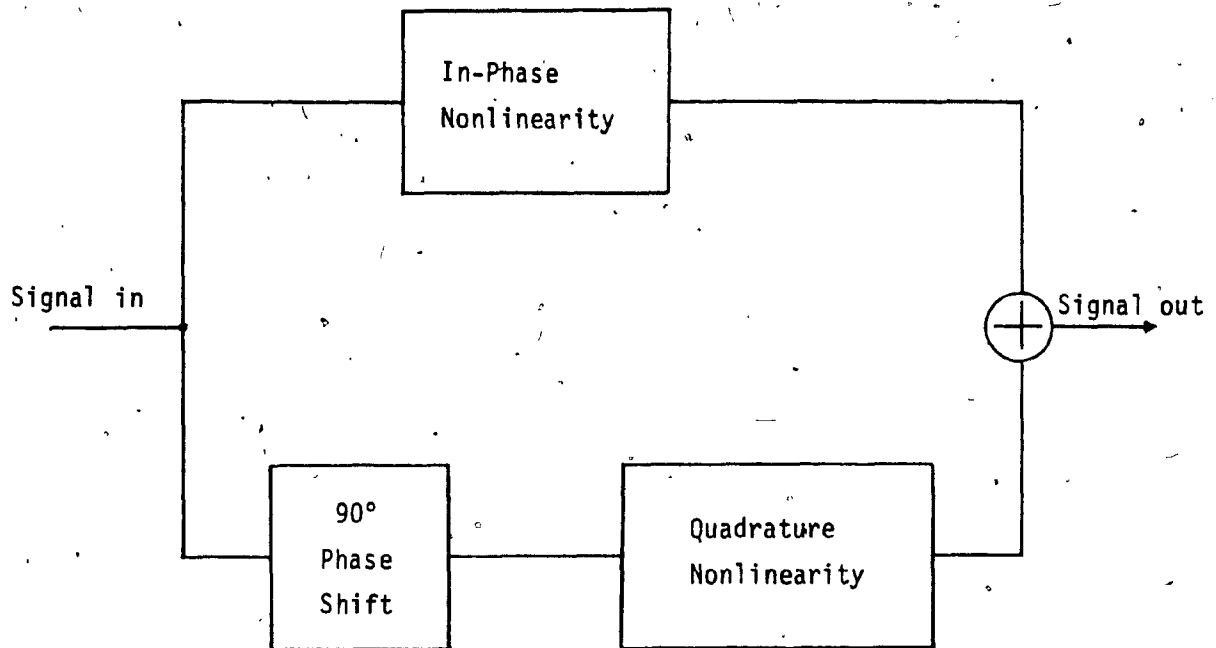 In-Phase
Nonlinearity
Signal in
Signal out
90°
Phase
Shift
Quadrature
Nonlinearity